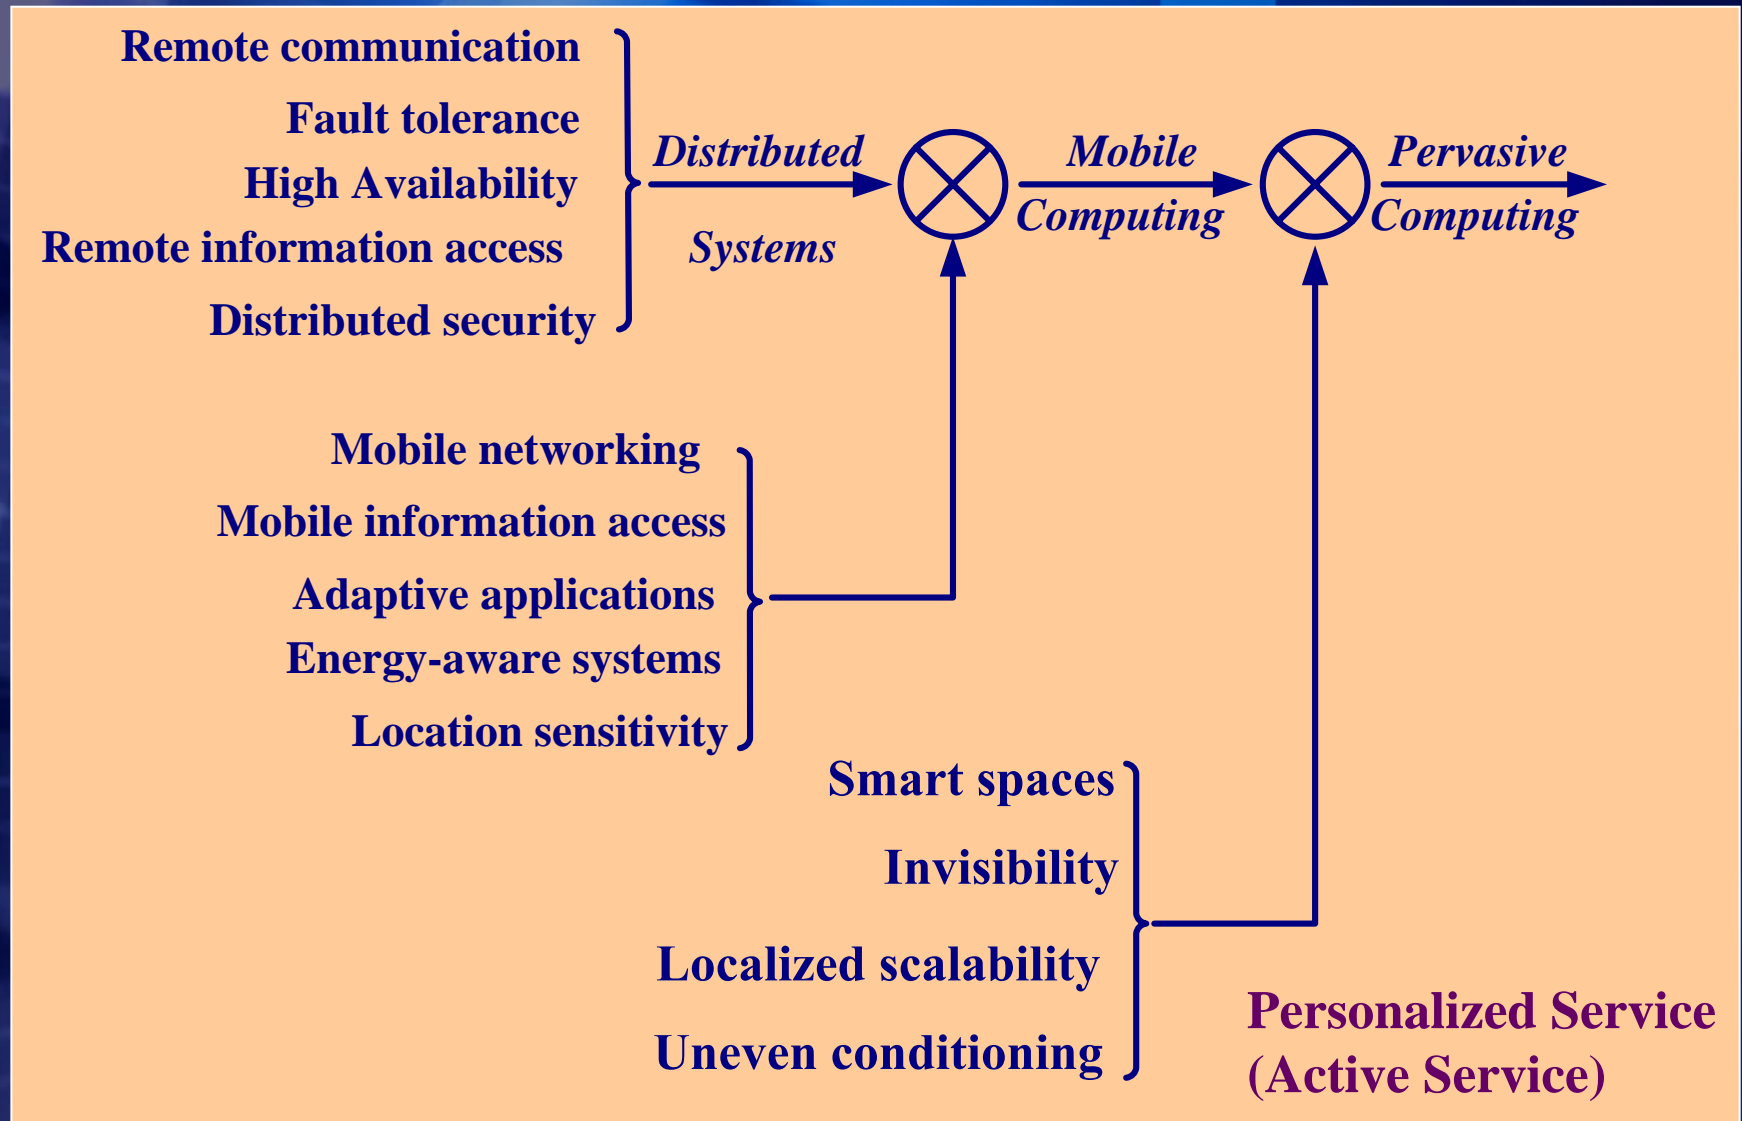 Remote communication
Fault tolerance
High Availability
Remote information access
Distributed security
Distributed
Systems
Mobile
Computing
Pervasive
Computing
Mobile networking
Mobile information access
Adaptive applications
Energy-aware systems
Location sensitivity
Smart spaces
Invisibility
Localized scalability
Uneven conditioning
Personalized Service
(Active Service)